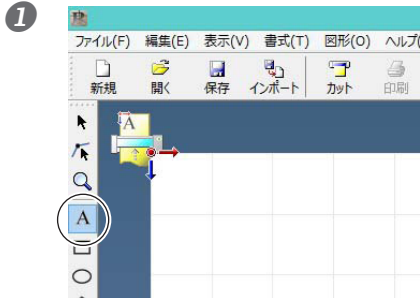 1
ファイル(F) 編集(E) 表示(V) 書式(T) 図形(O) ヘルプ(
新規 開く 保存 インポート カット 印刷
A
A